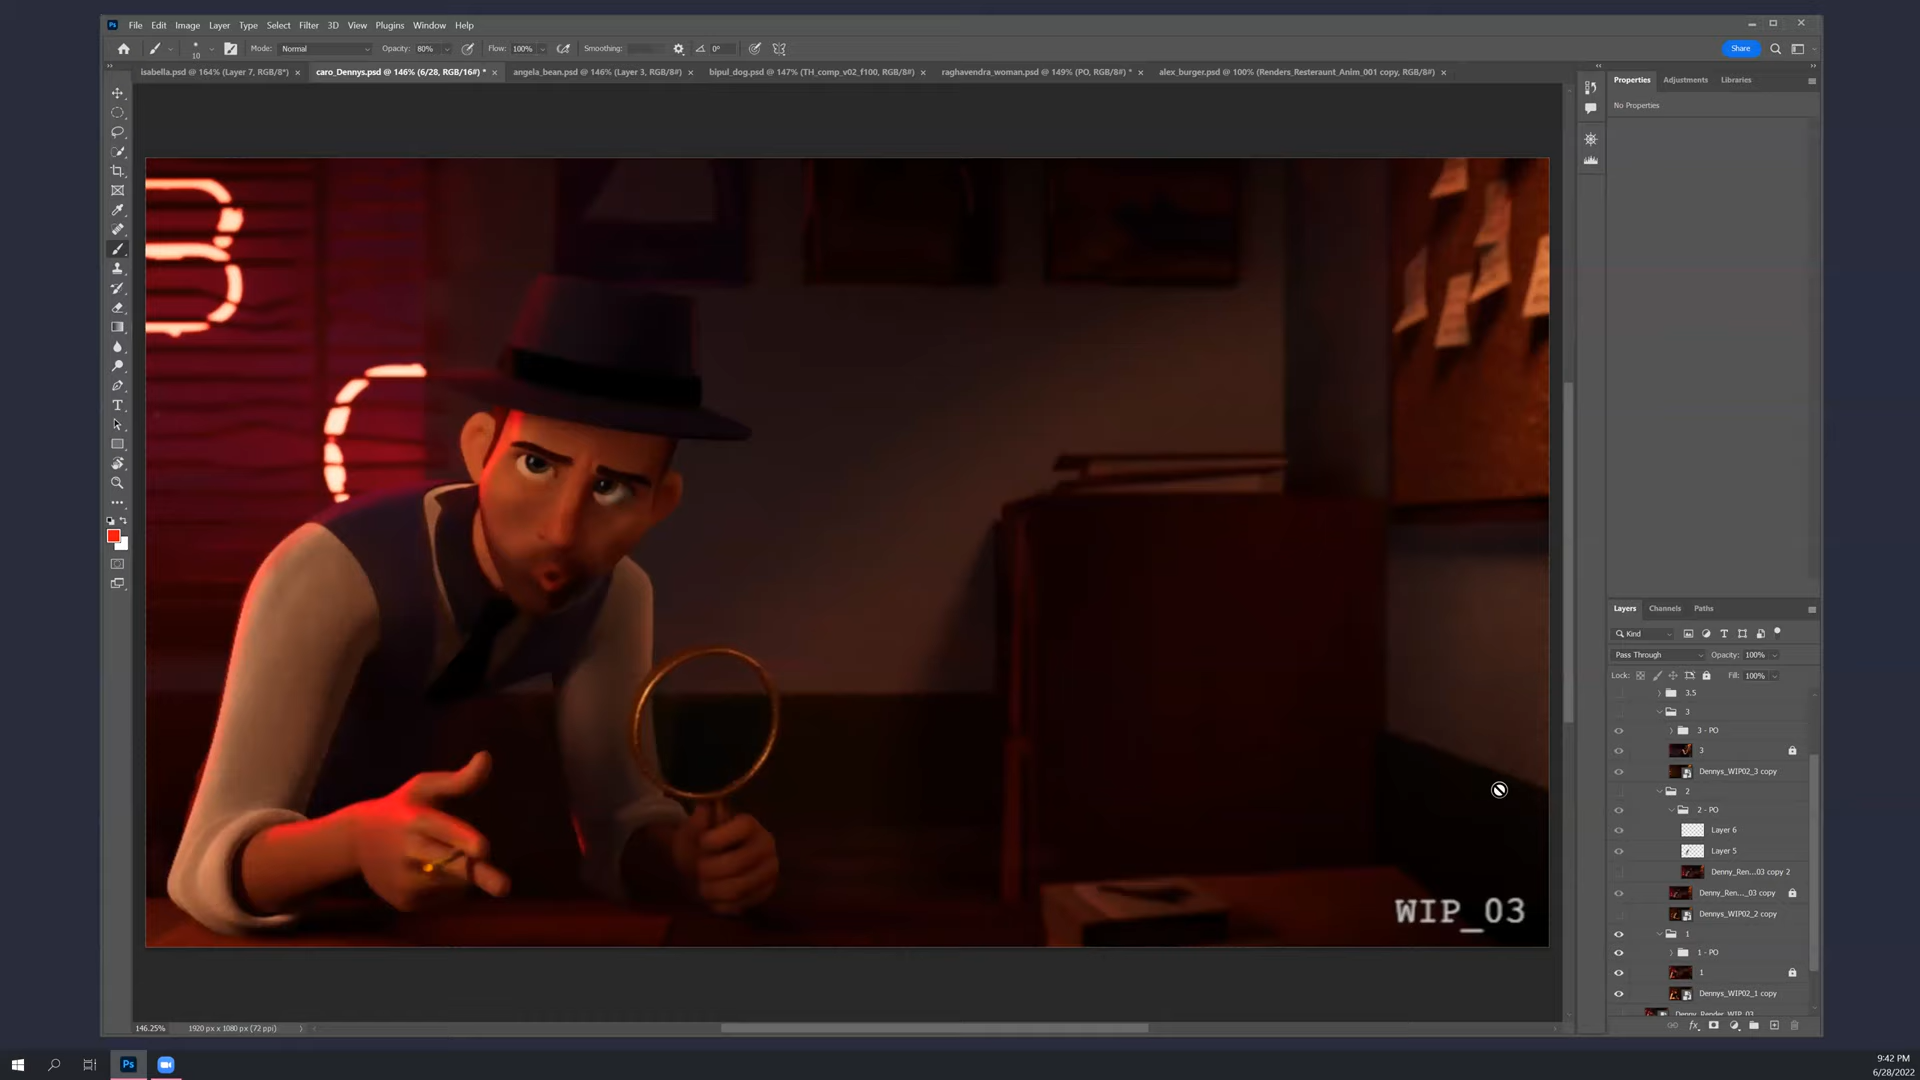 Ps File Edit Image Layer Type Select Filter 3D View Plugins Window Help
10 Mode: Normal Opacity: 80% Flow: 100% Smoothing: 0° Share
isabella.psd @ 164% (Layer 7, RGB/8*) × caro_Dennys.psd @ 146% (6/28, RGB/16#) * × angela_bean.psd @ 146% (Layer 3, RGB/8#) × bipul_dog.psd @ 147% (TH_comp_v02_f100, RGB/8#) × raghavendra_woman.psd @ 149% (PO, RGB/8#) * × alex_burger.psd @ 100% (Renders_Resteraunt_Anim_001 copy, RGB/8#) ×
Properties Adjustments Libraries
No Properties
Layers Channels Paths
Kind
Pass Through Opacity: 100%
Lock: Fill: 100%
3.5
3
3 - PO
3
Dennys_WIP02_3 copy
2
2 - PO
Layer 6
Layer 5
Denny_Ren...03 copy 2
Denny_Ren..._03 copy
Dennys_WIP02_2 copy
1
1 - PO
1
Dennys_WIP02_1 copy
Denny_Render_WIP_03
WIP_03
146.25% 1920 px x 1080 px (72 ppi)
Ps
9:42 PM
6/28/2022